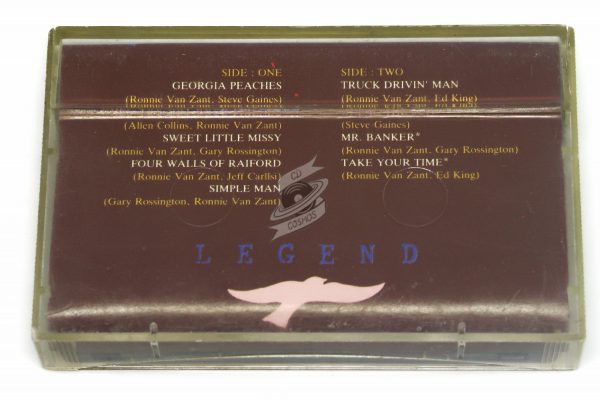 SIDE : ONE
GEORGIA PEACHES
(Ronnie Van Zant, Steve Gaines)
(Allen Collins, Ronnie Van Zant)
SWEET LITTLE MISSY
(Ronnie Van Zant, Gary Rossington)
FOUR WALLS OF RAIFORD
(Ronnie Van Zant, Jeff Carllsi)
SIMPLE MAN
(Gary Rossington, Ronnie Van Zant)
SIDE : TWO
TRUCK DRIVIN' MAN
(Ronnie Van Zant, Ed King)
(Steve Gaines)
MR. BANKER*
(Ronnie Van Zant, Gary Rossington)
TAKE YOUR TIME*
(Ronnie Van Zant, Ed King)
CD
COSMOS
LEGEND